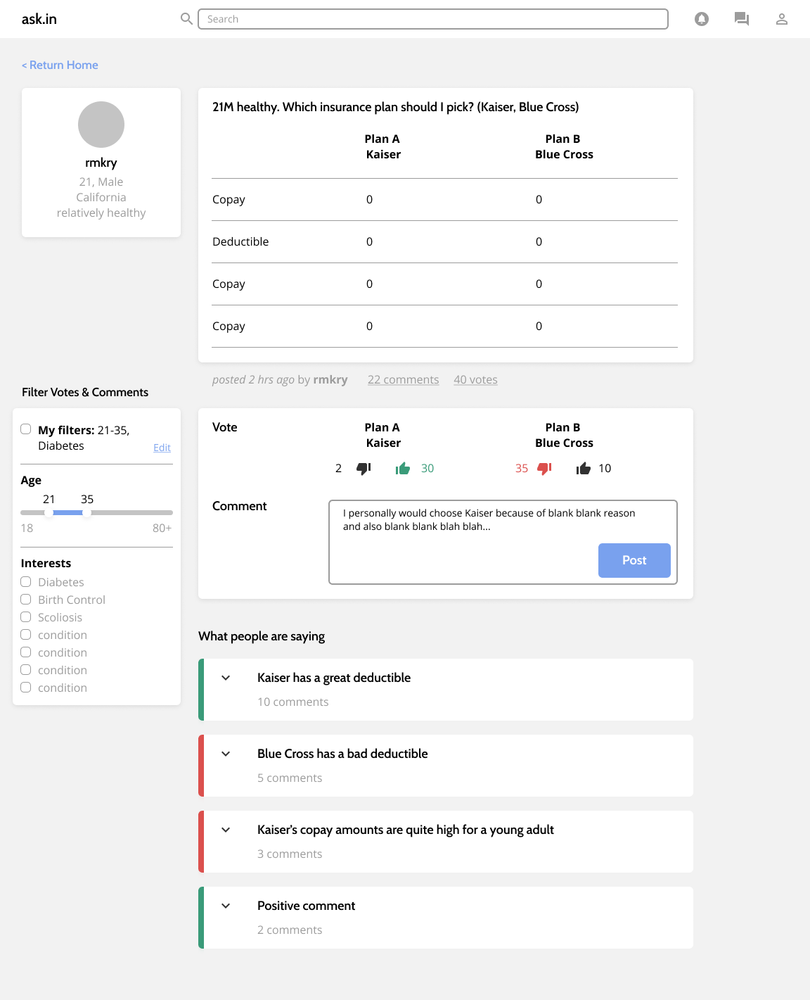 ask.in
Search
< Return Home
rmkry
21, Male
California
relatively healthy
21M healthy. Which insurance plan should I pick? (Kaiser, Blue Cross)
Plan A Plan B
Kaiser Blue Cross
Copay 0 0
Deductible 0 0
Copay 0 0
Copay 0 0
posted 2 hrs ago by rmkry 22 comments 40 votes
Filter Votes & Comments
My filters: 21-35,
Diabetes
Edit
Age
21 35
18 80+
Interests
Diabetes
Birth Control
Scoliosis
condition
condition
condition
condition
Vote Plan A Plan B
Kaiser Blue Cross
2 30 35 10
Comment
I personally would choose Kaiser because of blank blank reason
and also blank blank blah blah...
Post
What people are saying
Kaiser has a great deductible
10 comments
Blue Cross has a bad deductible
5 comments
Kaiser’s copay amounts are quite high for a young adult
3 comments
Positive comment
2 comments